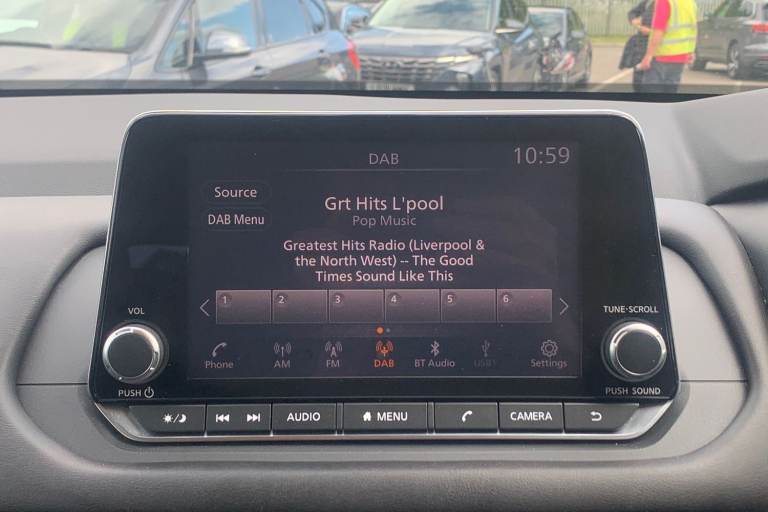 DAB
10:59
Source
DAB Menu
Grt Hits L'pool
Pop Music
Greatest Hits Radio (Liverpool &
the North West) -- The Good
Times Sound Like This
1 2 3 4 5 6
Phone AM FM DAB BT Audio USB1 Settings
VOL
PUSH
TUNE·SCROLL
PUSH SOUND
AUDIO MENU CAMERA